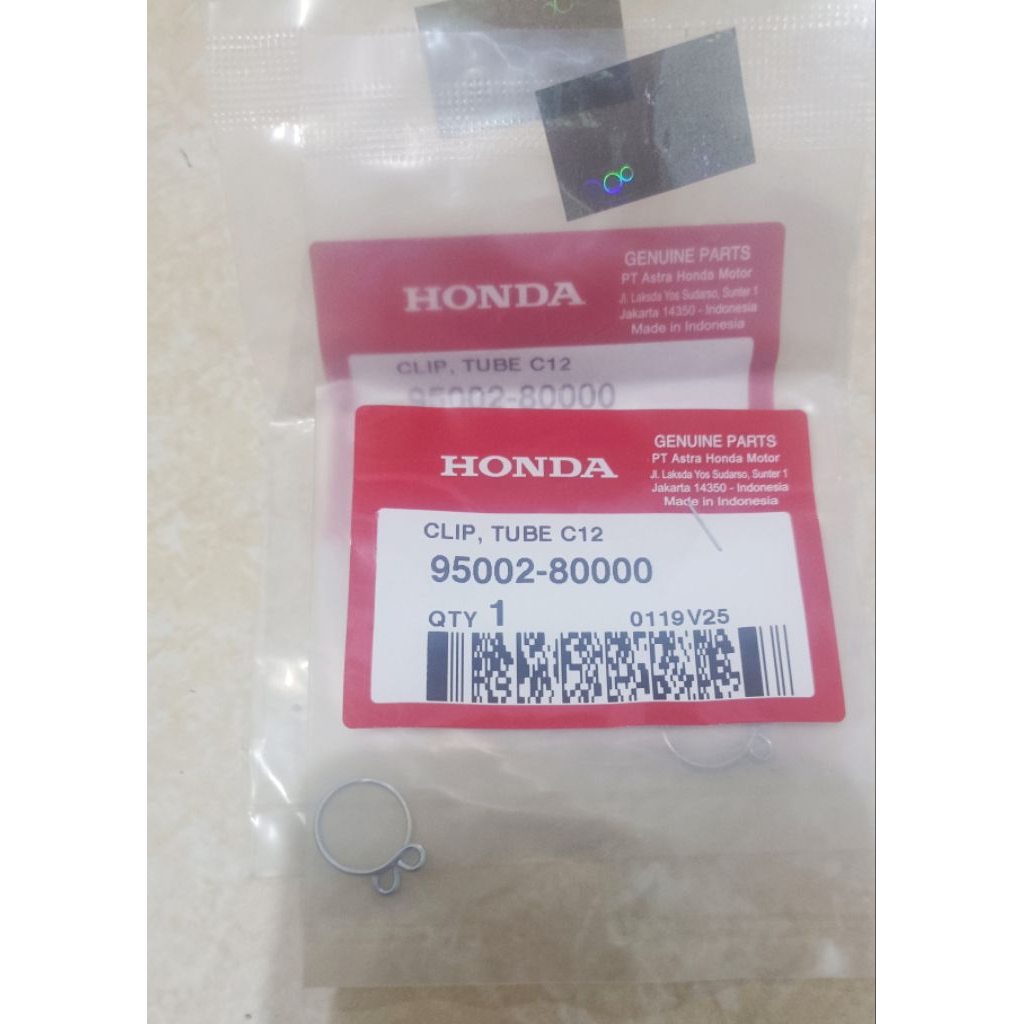 HONDA
GENUINE PARTS
PT Astra Honda Motor
Jl. Laksda Yos Sudarso, Sunter 1
Jakarta 14350 - Indonesia
Made in Indonesia
CLIP, TUBE C12
95002-80000
HONDA
GENUINE PARTS
PT Astra Honda Motor
Jl. Laksda Yos Sudarso, Sunter 1
Jakarta 14350 - Indonesia
Made in Indonesia
CLIP, TUBE C12
95002-80000
QTY 1 0119V25